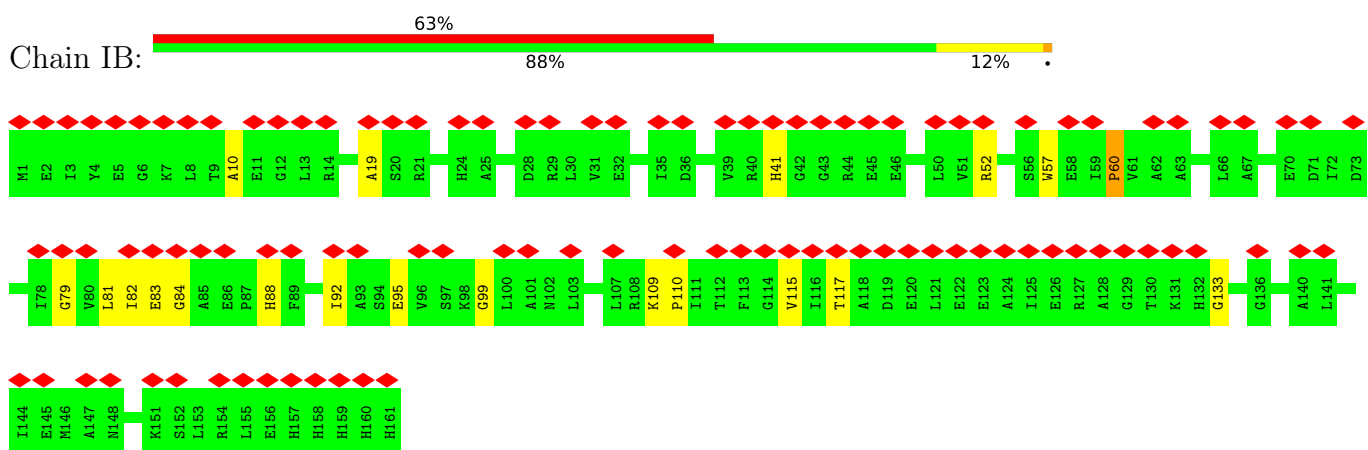 63%
Chain IB:
88% 12% •
M1 E2 I3 Y4 E5 G6 K7 L8 T9 A10 E11 G12 L13 R14 A19 S20 R21 H24 A25 D28 R29 L30 V31 E32 I35 D36 V39 R40 H41 G42 G43 R44 E45 E46 L50 V51 R52 S56 W57 E58 I59 P60 V61 A62 A63 L66 A67 E70 D71 I72 D73
I78 G79 V80 L81 I82 E83 G84 A85 E86 P87 H88 F89 I92 A93 S94 E95 V96 S97 K98 G99 L100 A101 N102 L103 L107 R108 K109 P110 I111 T112 F113 G114 V115 I116 T117 A118 D119 E120 L121 E122 E123 A124 I125 E126 R127 A128 G129 T130 K131 H132 G133 G136 A140 L141
I144 E145 M146 A147 N148 K151 S152 L153 R154 L155 E156 H157 H158 H159 H160 H161